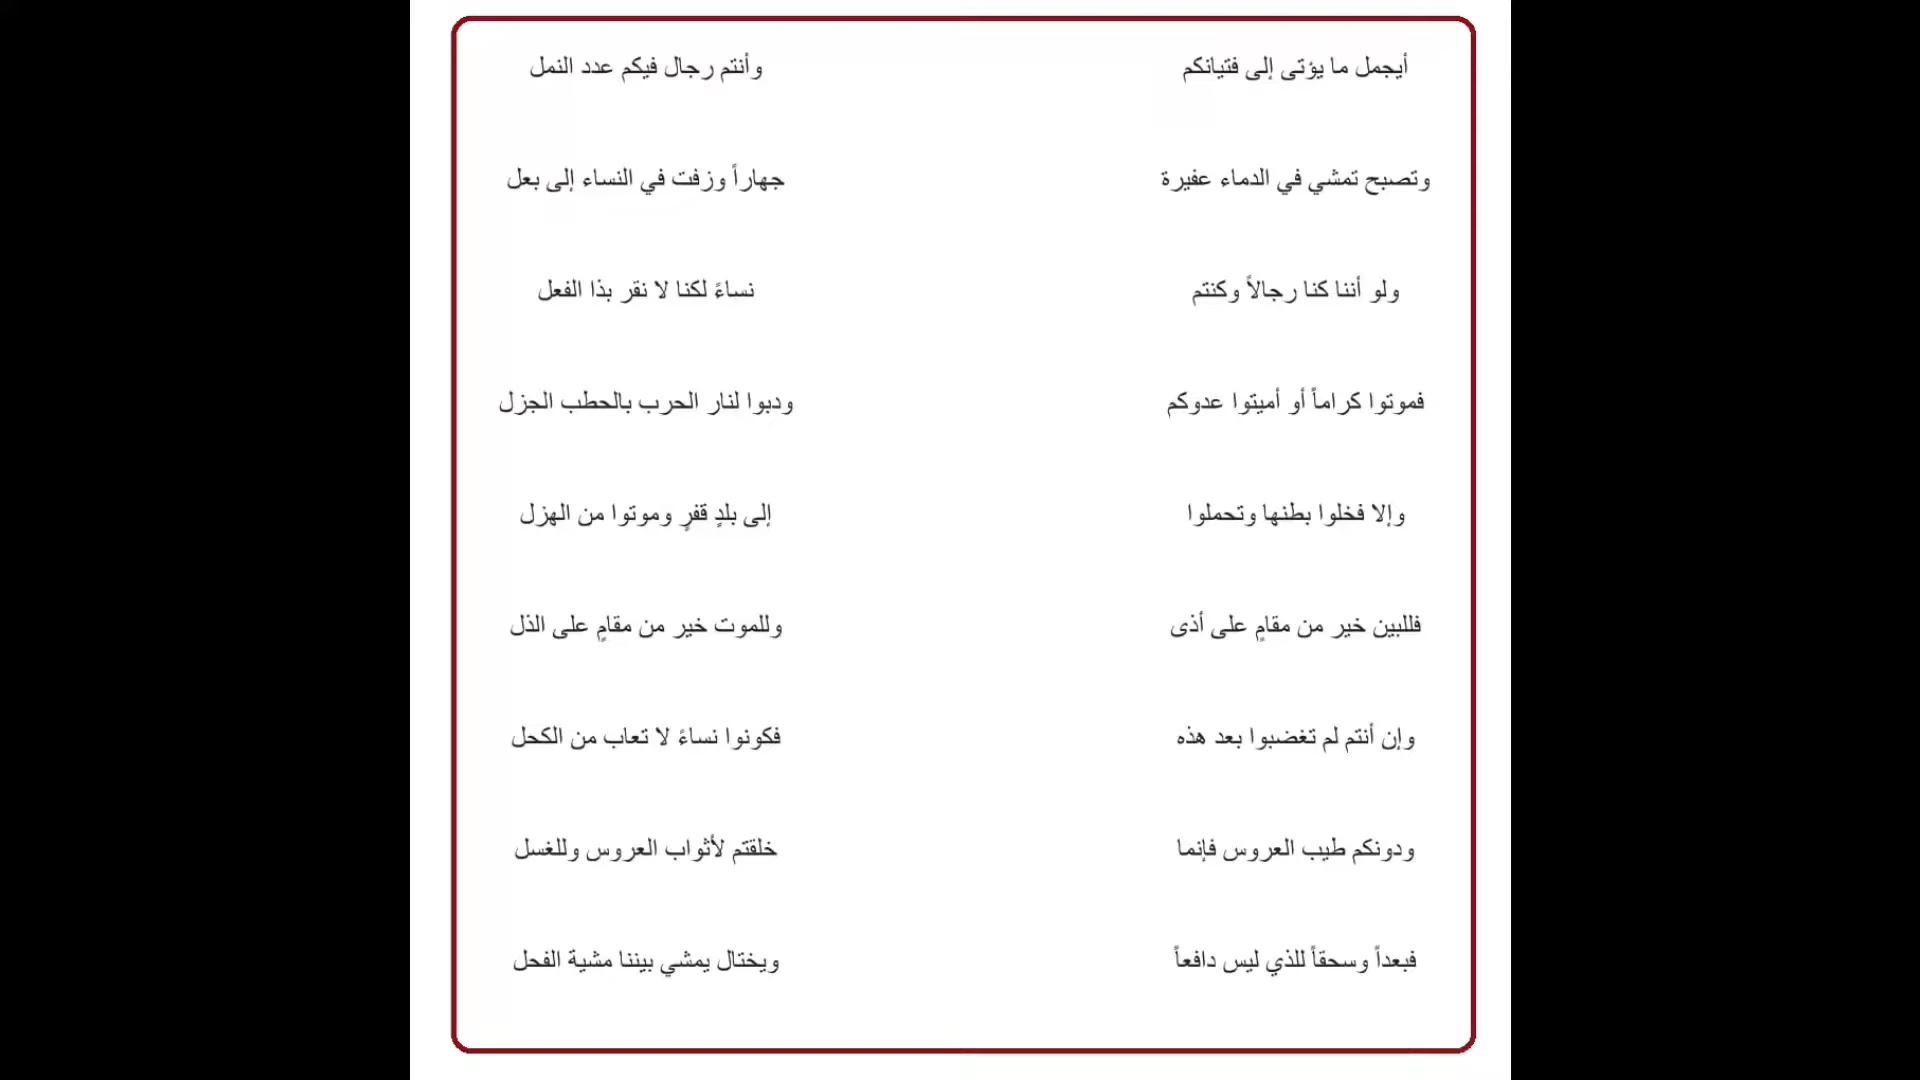 أيجمل ما يؤتى إلى فتيانكم وأنتم رجال فيكم عدد النمل
وتصبح تمشي في الدماء عفيرة جهاراً وزفت في النساء إلى بعل
ولو أننا كنا رجالاً وكنتم نساءً لكنا لا نقر بذا الفعل
فموتوا كراماً أو أميتوا عدوكم ودبوا لنار الحرب بالحطب الجزل
وإلا فخلوا بطنها وتحملوا إلى بلدٍ قفرٍ وموتوا من الهزل
فللبين خير من مقامٍ على أذى وللموت خير من مقامٍ على الذل
وإن أنتم لم تغضبوا بعد هذه فكونوا نساءً لا تعاب من الكحل
ودونكم طيب العروس فإنما خلقتم لأثواب العروس وللغسل
فبعداً وسحقاً للذي ليس دافعاً ويختال يمشي بيننا مشية الفحل